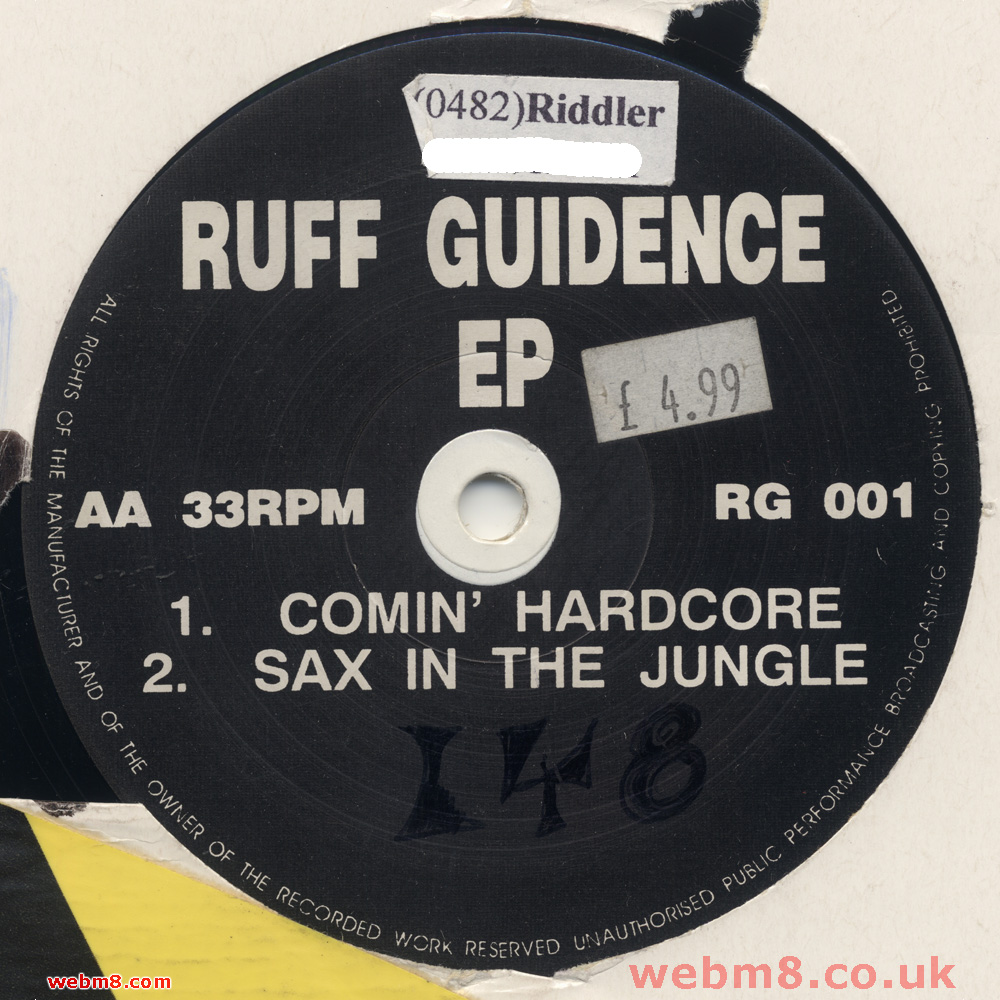 (0482)Riddler
RUFF GUIDENCE
EP
£ 4.99
AA 33RPM
RG 001
1. COMIN' HARDCORE
2. SAX IN THE JUNGLE
148
ALL RIGHTS OF THE MANUFACTURER AND OF THE OWNER OF THE RECORDED WORK RESERVED UNAUTHORISED PUBLIC PERFORMANCE BROADCASTING AND COPYING PROHIBITED
webm8.com
webm8.co.uk